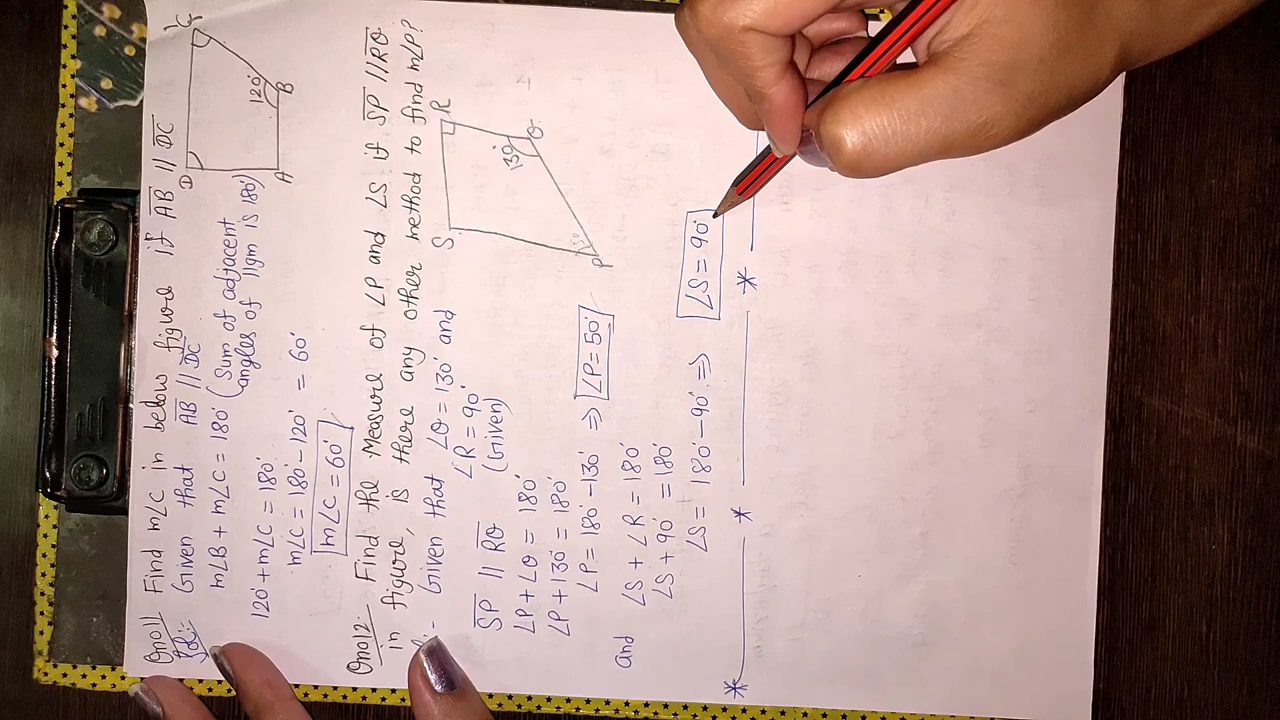 Qno11 Find m∠C in below figure if AB || DC
Sol:- Given that AB || DC
m∠B + m∠C = 180° (Sum of adjacent
angles of ||gm is 180°)
120° + m∠C = 180°
m∠C = 180° - 120° = 60°
m∠C = 60°
D
C
120°
A
B
Qno12:- Find the Measure of ∠P and ∠S if SP || RQ
in figure, is there any other method to find m∠P?
Given that ∠Q = 130° and
∠R = 90°
(Given)
SP || RQ
∠P + ∠Q = 180°
∠P + 130° = 180°
∠P = 180° - 130° ⇒ ∠P = 50°
and ∠S + ∠R = 180°
∠S + 90° = 180°
∠S = 180° - 90° ⇒ ∠S = 90°
S
R
130°
Q
P
50°